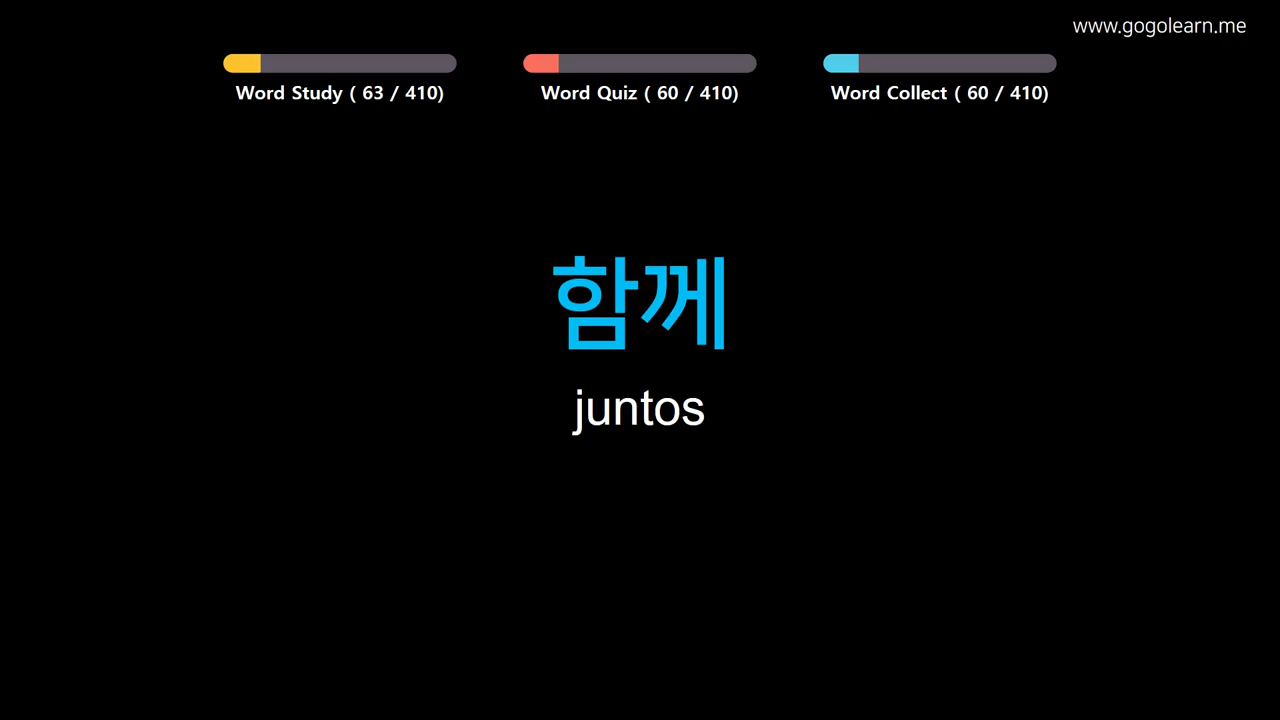 www.gogolearn.me
Word Study ( 63 / 410)
Word Quiz ( 60 / 410)
Word Collect ( 60 / 410)
함께
juntos